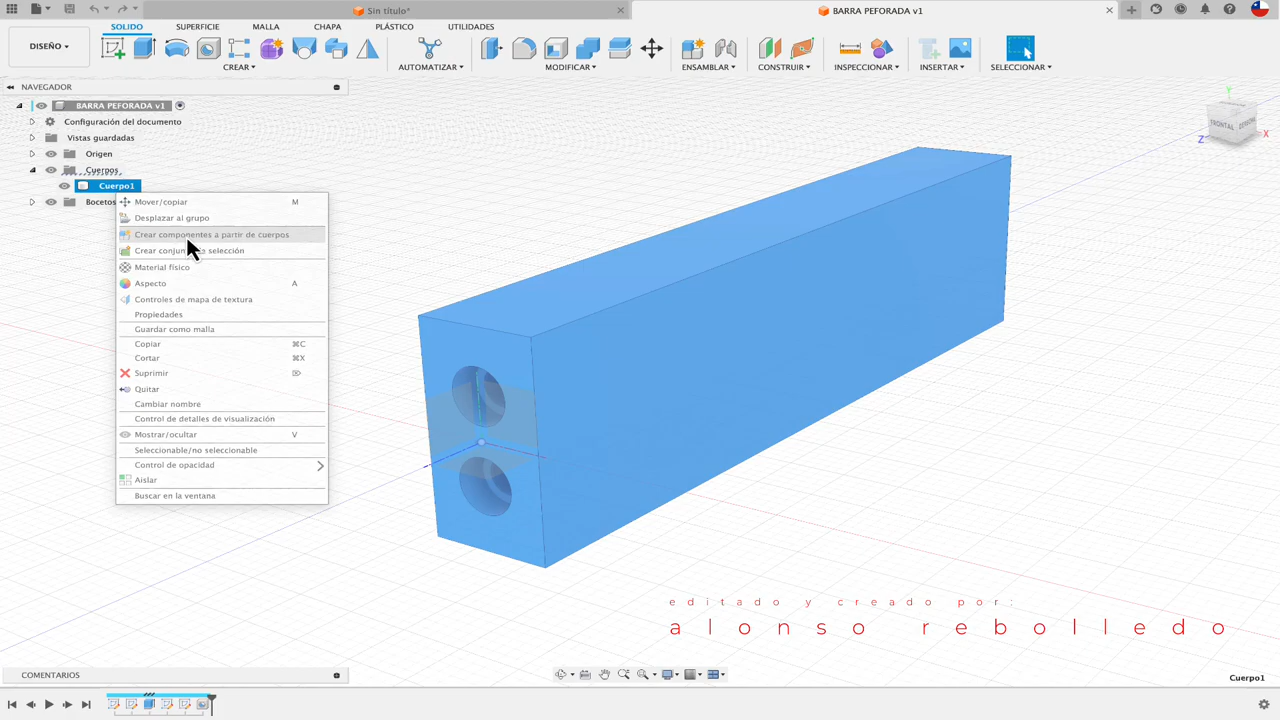 Sin título*
BARRA PEFORADA v1
DISEÑO
SOLIDO
SUPERFICIE
MALLA
CHAPA
PLÁSTICO
UTILIDADES
CREAR
AUTOMATIZAR
MODIFICAR
ENSAMBLAR
CONSTRUIR
INSPECCIONAR
INSERTAR
SELECCIONAR
NAVEGADOR
BARRA PEFORADA v1
Configuración del documento
Vistas guardadas
Origen
Cuerpos
Cuerpo1
Bocetos
Mover/copiar M
Desplazar al grupo
Crear componentes a partir de cuerpos
Crear selección
Material físico
Aspecto A
Controles de mapa de textura
Propiedades
Guardar como malla
Copiar ⌘C
Cortar ⌘X
Suprimir ⌦
Quitar
Cambiar nombre
Control de detalles de visualización
Mostrar/ocultar V
Seleccionable/no seleccionable
Control de opacidad
Aislar
Buscar en la ventana
Y
FRONTAL
X
Z
editado y creado por:
alonso rebolledo
COMENTARIOS
Cuerpo1